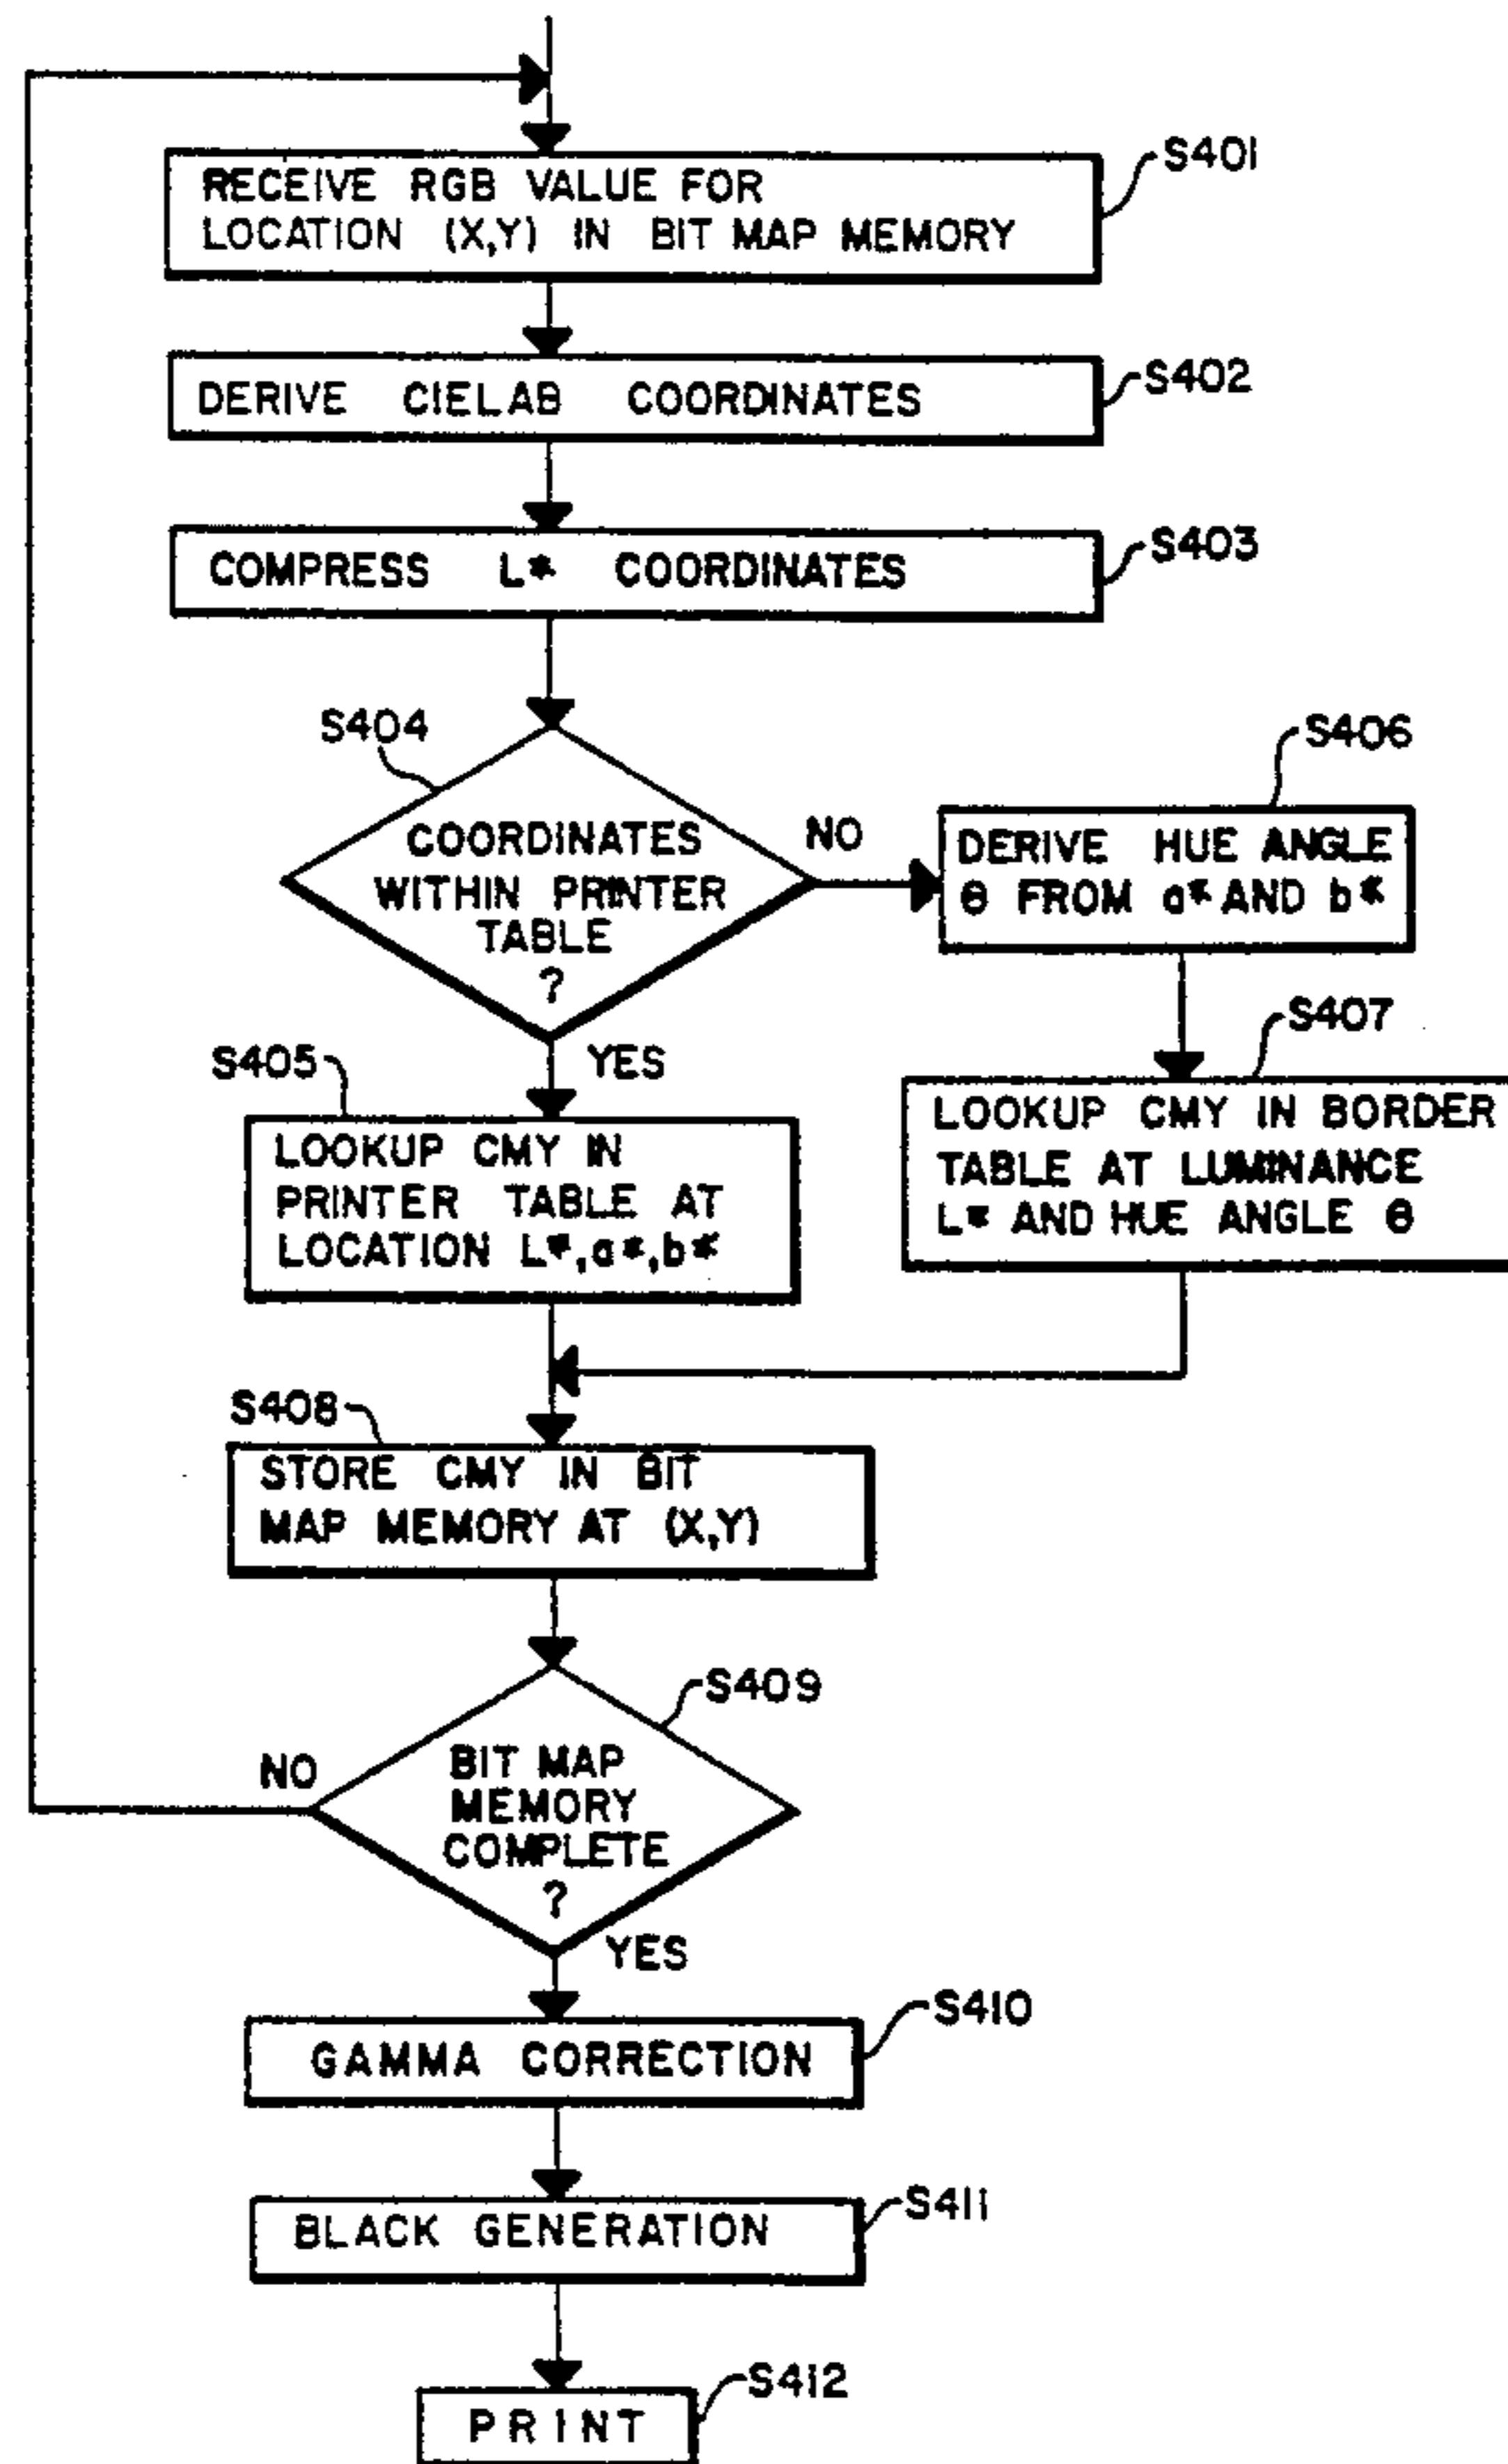 S401
RECEIVE RGB VALUE FOR
LOCATION (X,Y) IN BIT MAP MEMORY
S402
DERIVE CIELAB COORDINATES
S403
COMPRESS L* COORDINATES
S404
COORDINATES
WITHIN PRINTER
TABLE
?
NO
YES
S406
DERIVE HUE ANGLE
θ FROM a* AND b*
S407
LOOKUP CMY IN BORDER
TABLE AT LUMINANCE
L* AND HUE ANGLE θ
S405
LOOKUP CMY IN
PRINTER TABLE AT
LOCATION L*,a*,b*
S408
STORE CMY IN BIT
MAP MEMORY AT (X,Y)
S409
BIT MAP
MEMORY
COMPLETE
?
NO
YES
S410
GAMMA CORRECTION
S411
BLACK GENERATION
S412
PRINT